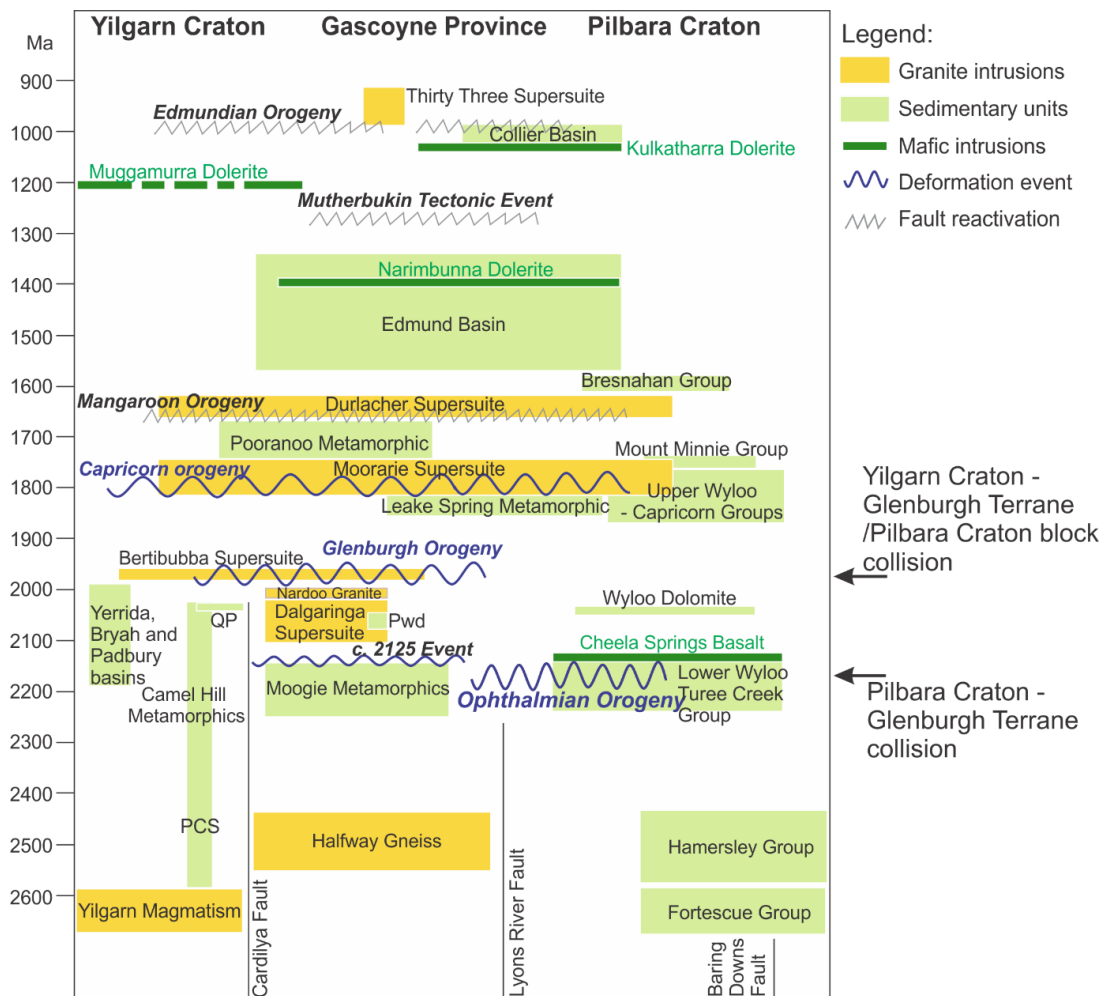 Yilgarn Craton
Gascoyne Province
Pilbara Craton
Ma
900
1000
1200
1300
1400
1500
1600
1700
1800
1900
2000
2100
2200
2300
2400
2500
2600
Thirty Three Supersuite
Edmundian Orogeny
Collier Basin
Kulkatharra Dolerite
Muggamurra Dolerite
Mutherbukin Tectonic Event
Narimbunna Dolerite
Edmund Basin
Bresnahan Group
Mangaroon Orogeny
Durlacher Supersuite
Pooranoo Metamorphic
Mount Minnie Group
Capricorn orogeny
Moorarie Supersuite
Leake Spring Metamorphic
Upper Wyloo
- Capricorn Groups
Glenburgh Orogeny
Bertibubba Supersuite
Nardoo Granite
Dalgaringa
Supersuite
Pwd
Wyloo Dolomite
Yerrida,
Bryah and
Padbury
basins
QP
Cheela Springs Basalt
c. 2125 Event
Moogie Metamorphics
Camel Hill
Metamorphics
Lower Wyloo
Turee Creek
Group
Ophthalmian Orogeny
PCS
Halfway Gneiss
Hamersley Group
Yilgarn Magmatism
Fortescue Group
Cardilya Fault
Lyons River Fault
Baring
Downs
Fault
Legend:
Granite intrusions
Sedimentary units
Mafic intrusions
Deformation event
Fault reactivation
Yilgarn Craton -
Glenburgh Terrane
/Pilbara Craton block
collision
Pilbara Craton -
Glenburgh Terrane
collision